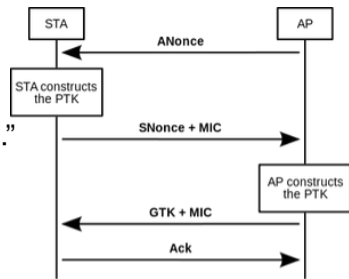 STA
AP
ANonce
STA constructs
the PTK
.”
SNonce + MIC
AP constructs
the PTK
GTK + MIC
Ack